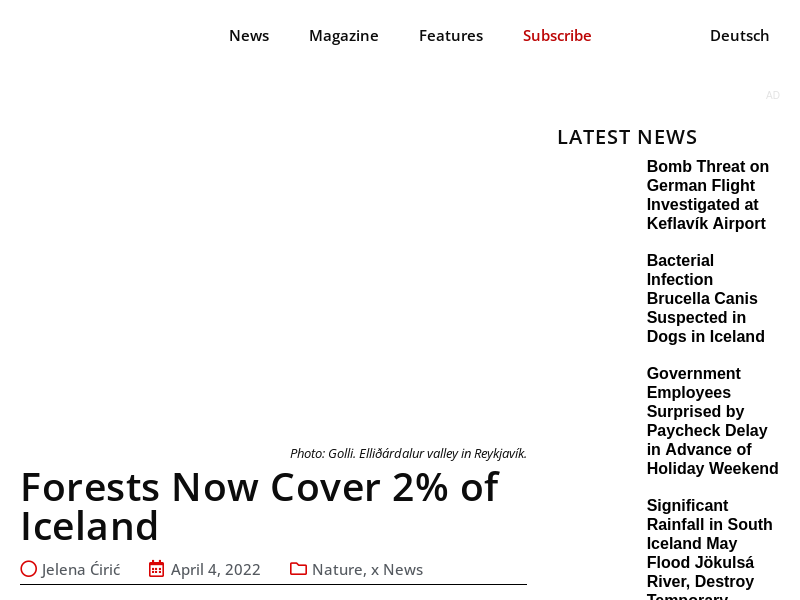 News Magazine Features Subscribe Deutsch
AD
LATEST NEWS
Bomb Threat on
German Flight
Investigated at
Keflavík Airport
Bacterial
Infection
Brucella Canis
Suspected in
Dogs in Iceland
Government
Employees
Surprised by
Paycheck Delay
in Advance of
Holiday Weekend
Significant
Rainfall in South
Iceland May
Flood Jökulsá
River, Destroy
Temporary
Photo: Golli. Elliðárdalur valley in Reykjavík.
Forests Now Cover 2% of
Iceland
Jelena Ćirić April 4, 2022 Nature, x News